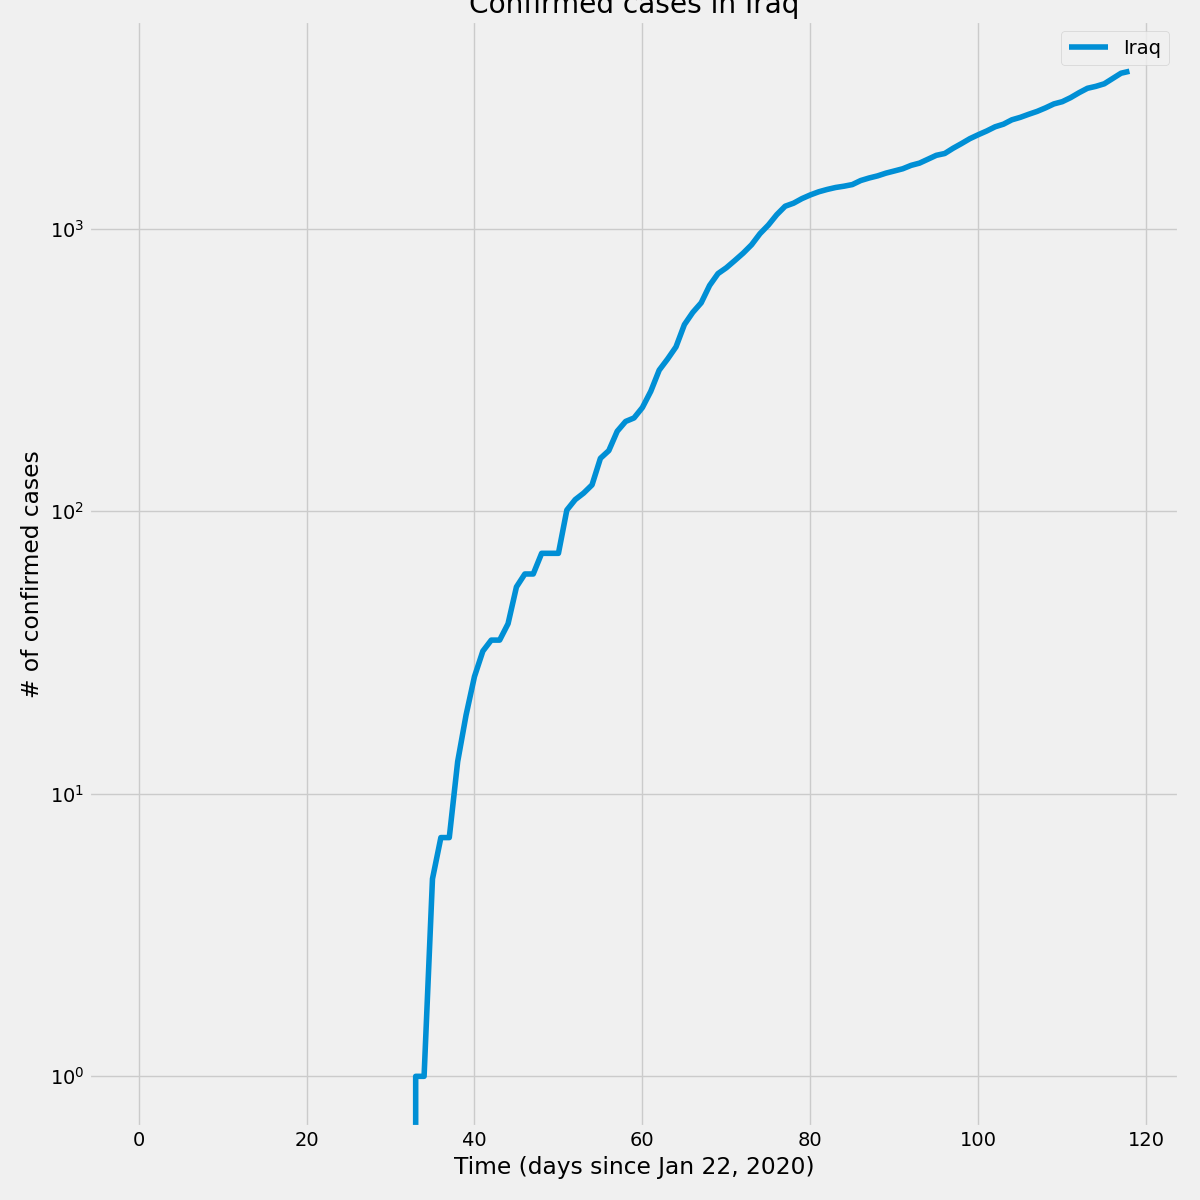 Confirmed cases in Iraq
Iraq
# of confirmed cases
10³
10²
10¹
10⁰
0 20 40 60 80 100 120
Time (days since Jan 22, 2020)